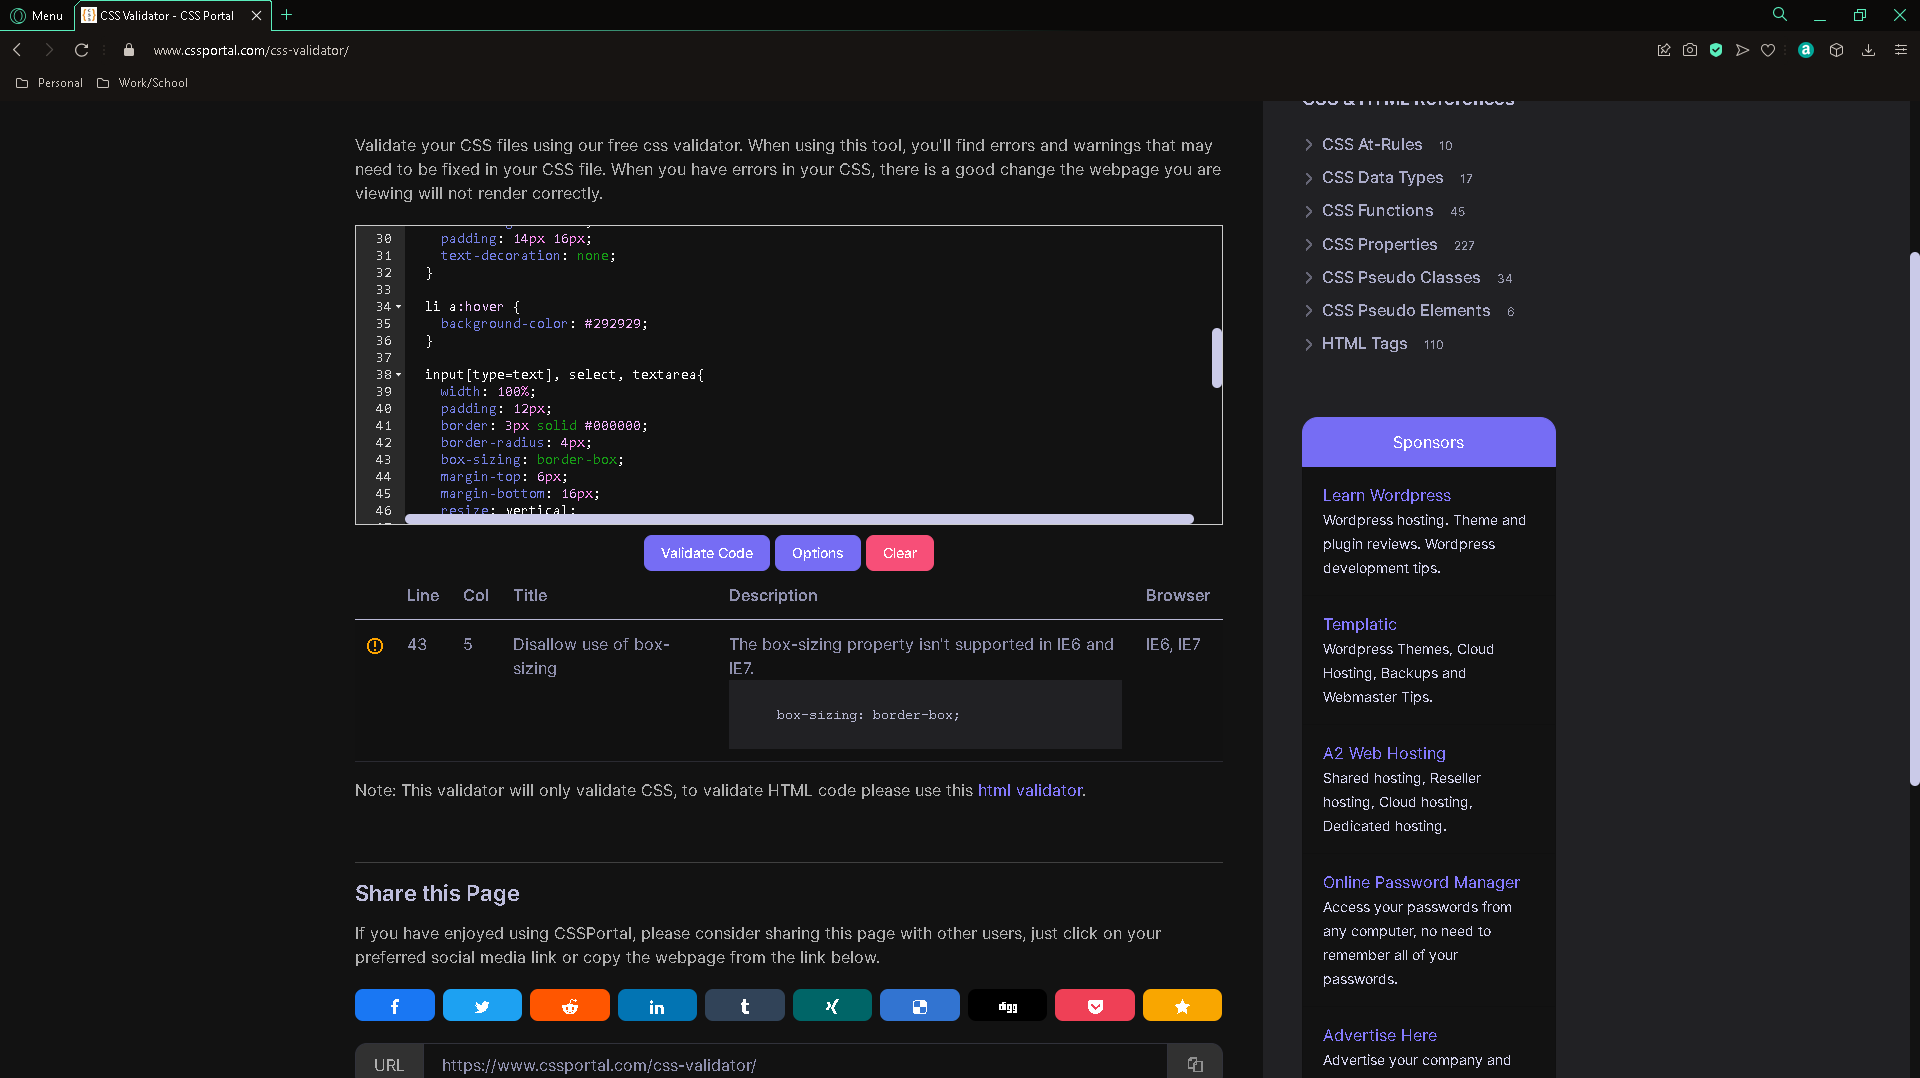 Menu
CSS Validator - CSS Portal
www.cssportal.com/css-validator/
Personal
Work/School
Validate your CSS files using our free css validator. When using this tool, you'll find errors and warnings that may
need to be fixed in your CSS file. When you have errors in your CSS, there is a good change the webpage you are
viewing will not render correctly.
30 padding: 14px 16px;
31 text-decoration: none;
32 }
33
34 li a:hover {
35 background-color: #292929;
36 }
37
38 input[type=text], select, textarea{
39 width: 100%;
40 padding: 12px;
41 border: 3px solid #000000;
42 border-radius: 4px;
43 box-sizing: border-box;
44 margin-top: 6px;
45 margin-bottom: 16px;
46 resize: vertical;
Validate Code
Options
Clear
Line Col Title Description Browser
43 5 Disallow use of box-
sizing
The box-sizing property isn't supported in IE6 and
IE7.
IE6, IE7
box-sizing: border-box;
Note: This validator will only validate CSS, to validate HTML code please use this html validator.
Share this Page
If you have enjoyed using CSSPortal, please consider sharing this page with other users, just click on your
preferred social media link or copy the webpage from the link below.
digg
URL https://www.cssportal.com/css-validator/
CSS & HTML References
CSS At-Rules 10
CSS Data Types 17
CSS Functions 45
CSS Properties 227
CSS Pseudo Classes 34
CSS Pseudo Elements 6
HTML Tags 110
Sponsors
Learn Wordpress
Wordpress hosting. Theme and
plugin reviews. Wordpress
development tips.
Templatic
Wordpress Themes, Cloud
Hosting, Backups and
Webmaster Tips.
A2 Web Hosting
Shared hosting, Reseller
hosting, Cloud hosting,
Dedicated hosting.
Online Password Manager
Access your passwords from
any computer, no need to
remember all of your
passwords.
Advertise Here
Advertise your company and